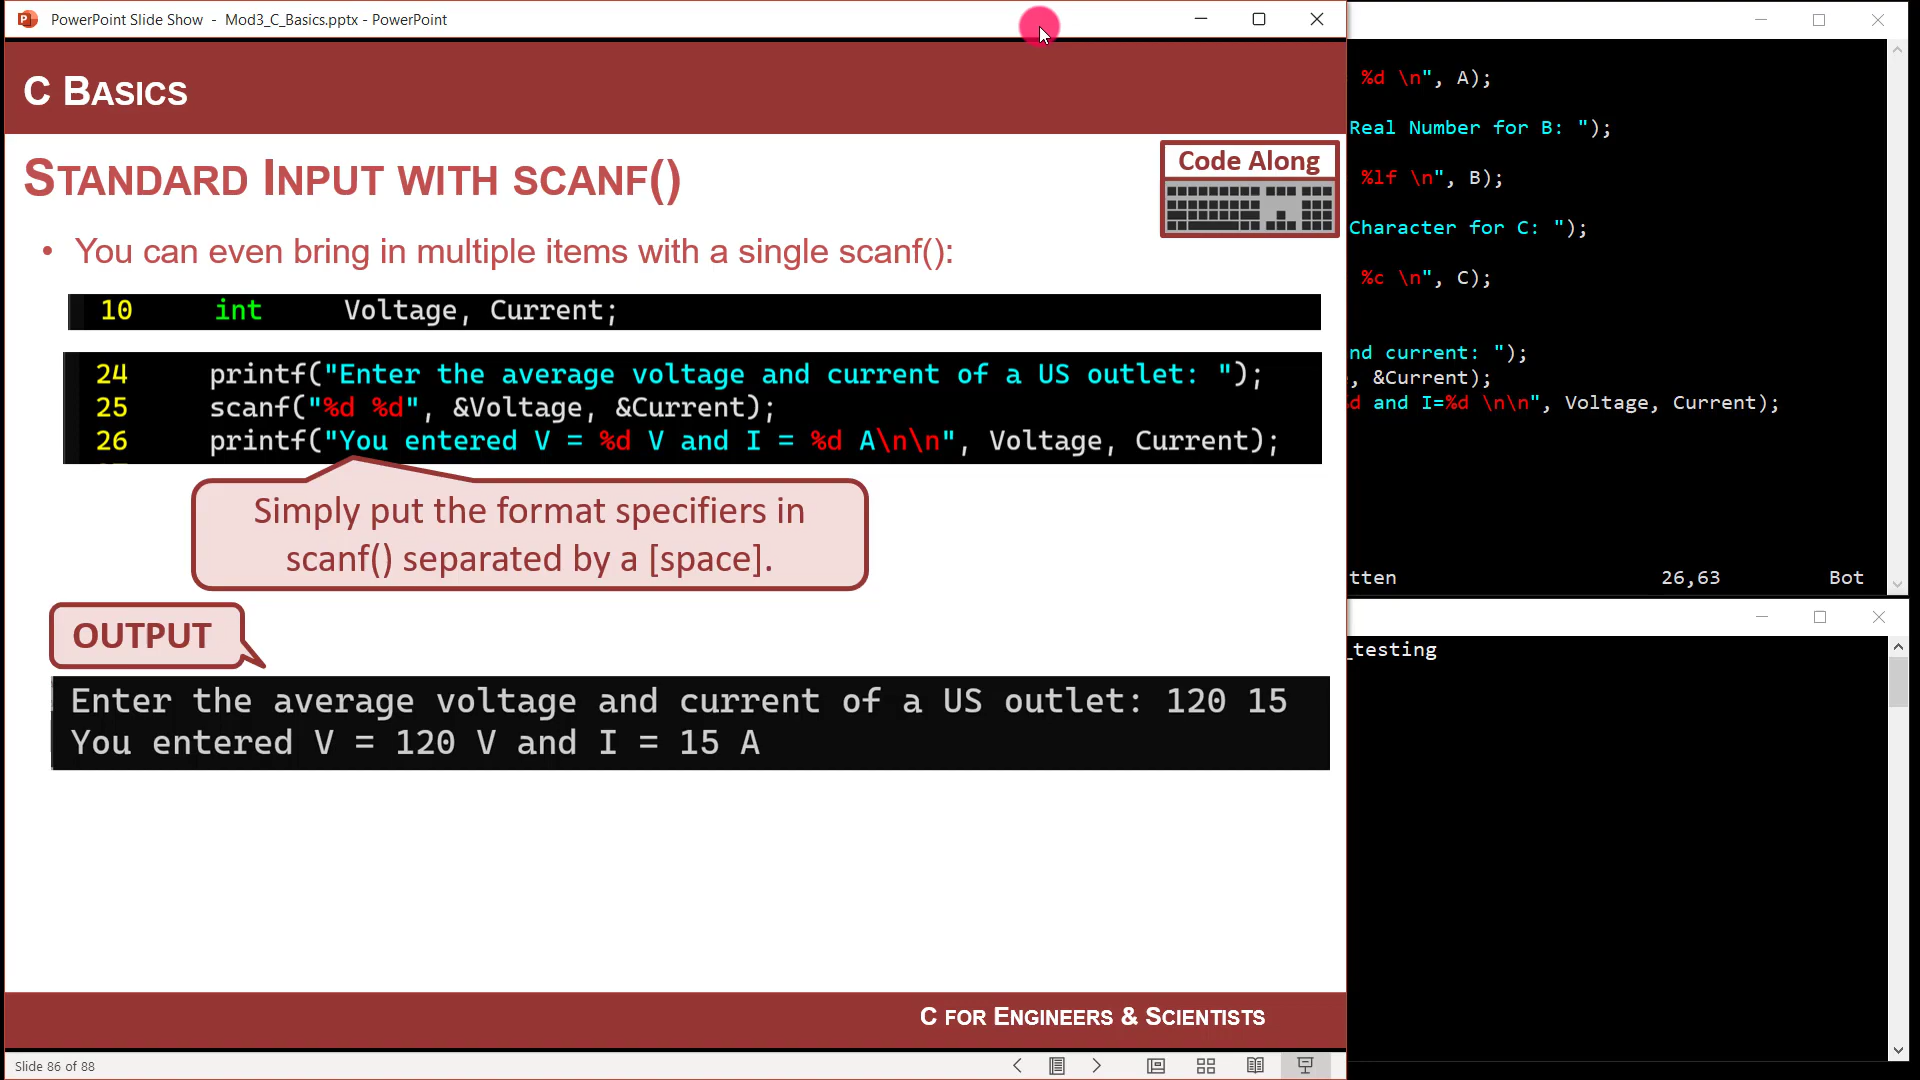 PowerPoint Slide Show - Mod3_C_Basics.pptx - PowerPoint
C BASICS
STANDARD INPUT WITH SCANF()
Code Along
• You can even bring in multiple items with a single scanf():
10 int Voltage, Current;
24 printf("Enter the average voltage and current of a US outlet: ");
25 scanf("%d %d", &Voltage, &Current);
26 printf("You entered V = %d V and I = %d A\n\n", Voltage, Current);
Simply put the format specifiers in
scanf() separated by a [space].
OUTPUT
Enter the average voltage and current of a US outlet: 120 15
You entered V = 120 V and I = 15 A
C FOR ENGINEERS & SCIENTISTS
Slide 86 of 88
%d \n", A);
Real Number for B: ");
%lf \n", B);
Character for C: ");
%c \n", C);
nd current: ");
, &Current);
d and I=%d \n\n", Voltage, Current);
tten 26,63 Bot
_testing